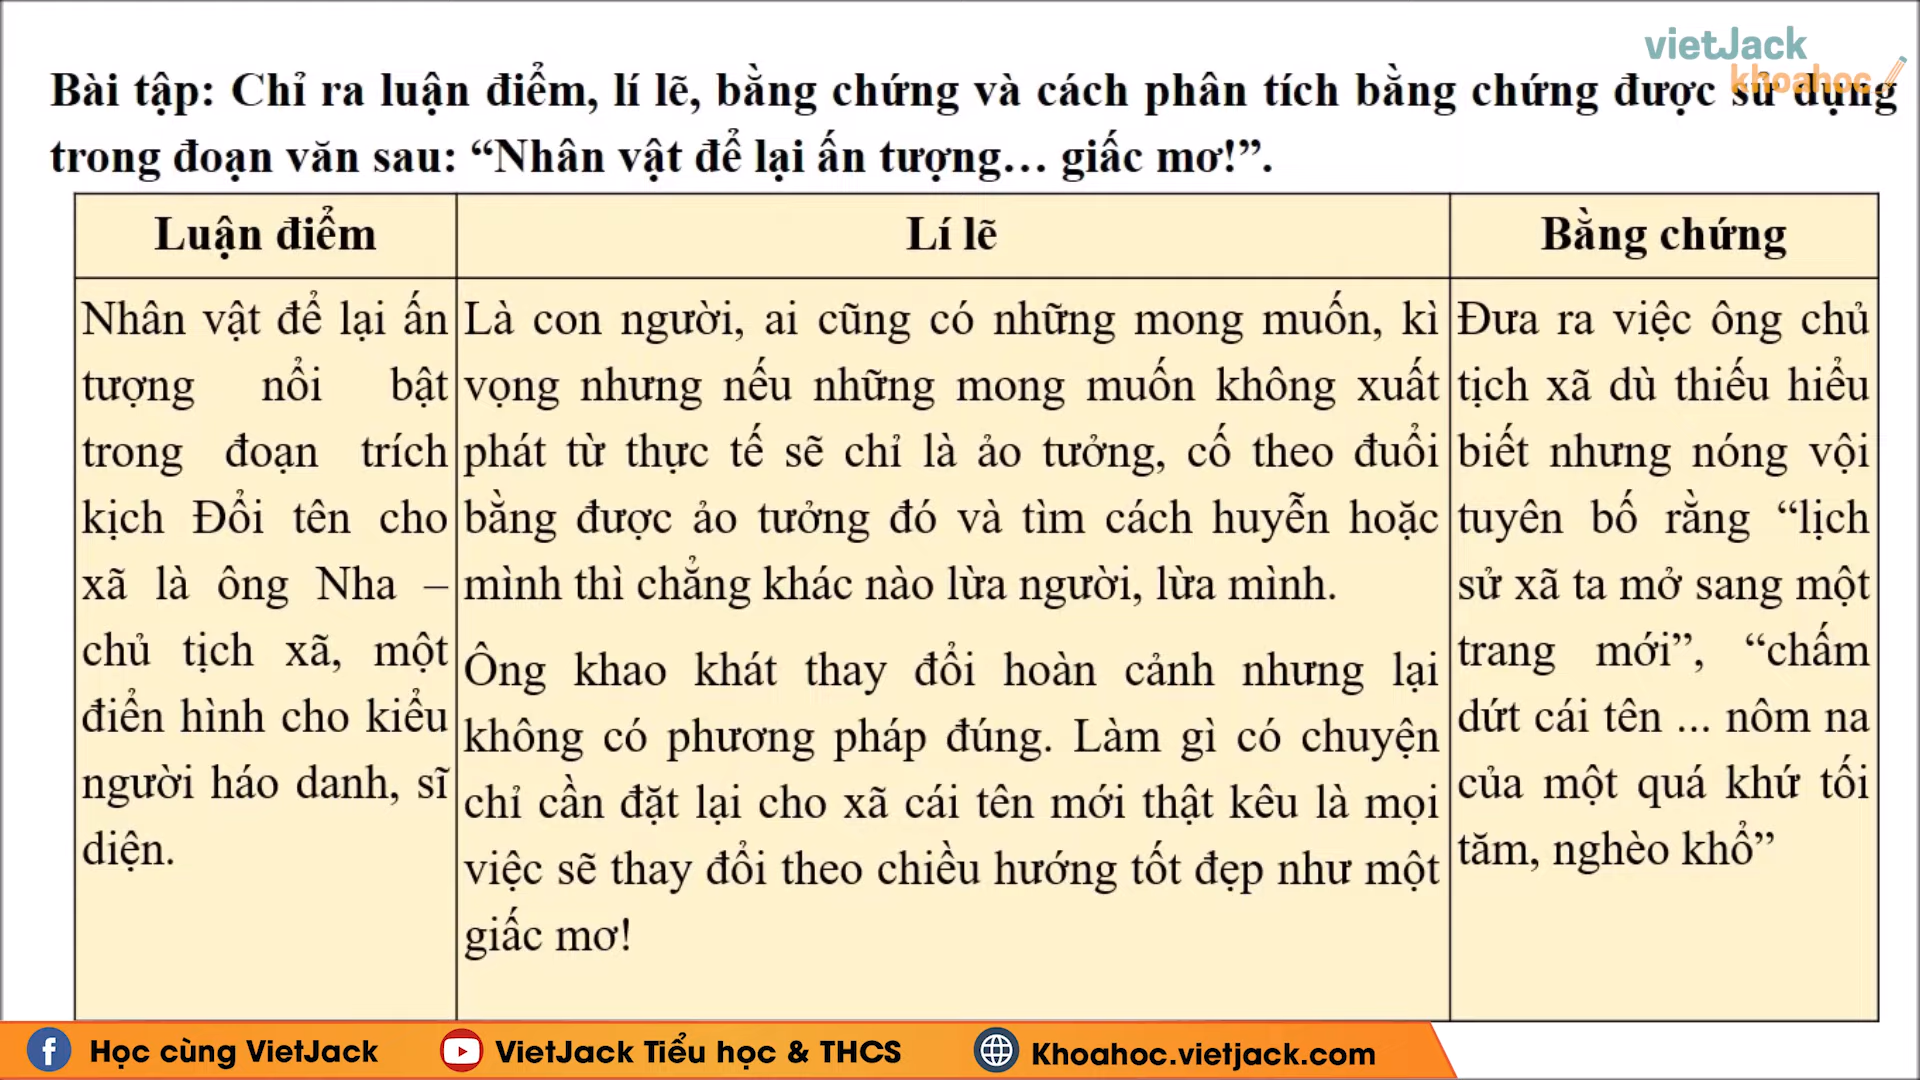 vietJack
khoahoc
Bài tập: Chỉ ra luận điểm, lí lẽ, bằng chứng và cách phân tích bằng chứng được sử dụng
trong đoạn văn sau: “Nhân vật để lại ấn tượng… giấc mơ!”.
Luận điểm
Lí lẽ
Bằng chứng
Nhân vật để lại ấn
tượng nổi bật
trong đoạn trích
kịch Đổi tên cho
xã là ông Nha –
chủ tịch xã, một
điển hình cho kiểu
người háo danh, sĩ
diện.
Là con người, ai cũng có những mong muốn, kì
vọng nhưng nếu những mong muốn không xuất
phát từ thực tế sẽ chỉ là ảo tưởng, cố theo đuổi
bằng được ảo tưởng đó và tìm cách huyễn hoặc
mình thì chẳng khác nào lừa người, lừa mình.
Ông khao khát thay đổi hoàn cảnh nhưng lại
không có phương pháp đúng. Làm gì có chuyện
chỉ cần đặt lại cho xã cái tên mới thật kêu là mọi
việc sẽ thay đổi theo chiều hướng tốt đẹp như một
giấc mơ!
Đưa ra việc ông chủ
tịch xã dù thiếu hiểu
biết nhưng nóng vội
tuyên bố rằng “lịch
sử xã ta mở sang một
trang mới”, “chấm
dứt cái tên ... nôm na
của một quá khứ tối
tăm, nghèo khổ”
Học cùng VietJack
VietJack Tiểu học & THCS
Khoahoc.vietjack.com